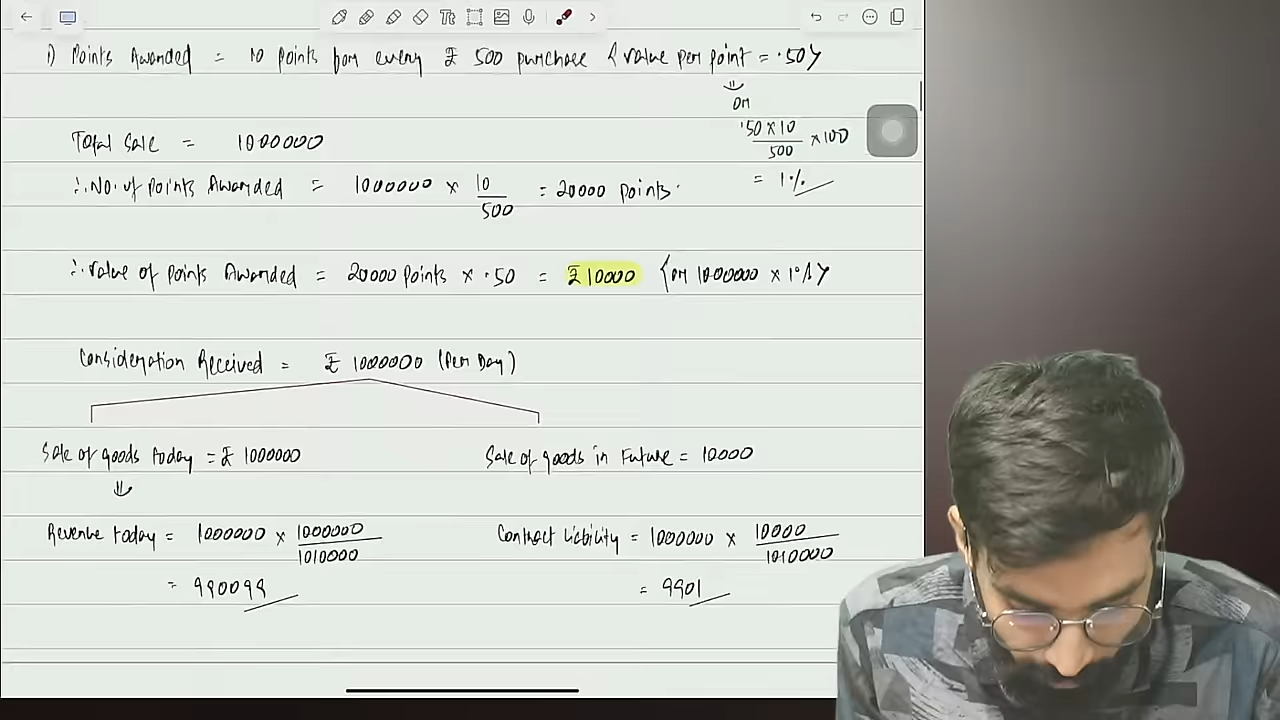 1) Points Awarded = 10 points for every ₹ 500 purchase {value per point = .50}
or
Total Sale = 1000000
.50 × 10 / 500 × 100
= 1%
∴ No. of Points Awarded = 1000000 × 10 / 500 = 20000 points.
∴ Value of Points Awarded = 20000 Points × .50 = ₹ 10000 {or 1000000 × 1%}
Consideration Received = ₹ 1000000 (Per Day)
Sale of goods today = ₹ 1000000
Sale of goods in Future = 10000
Revenue today = 1000000 × 1000000 / 1010000
= 990099
Contract liability = 1000000 × 10000 / 1010000
= 9901